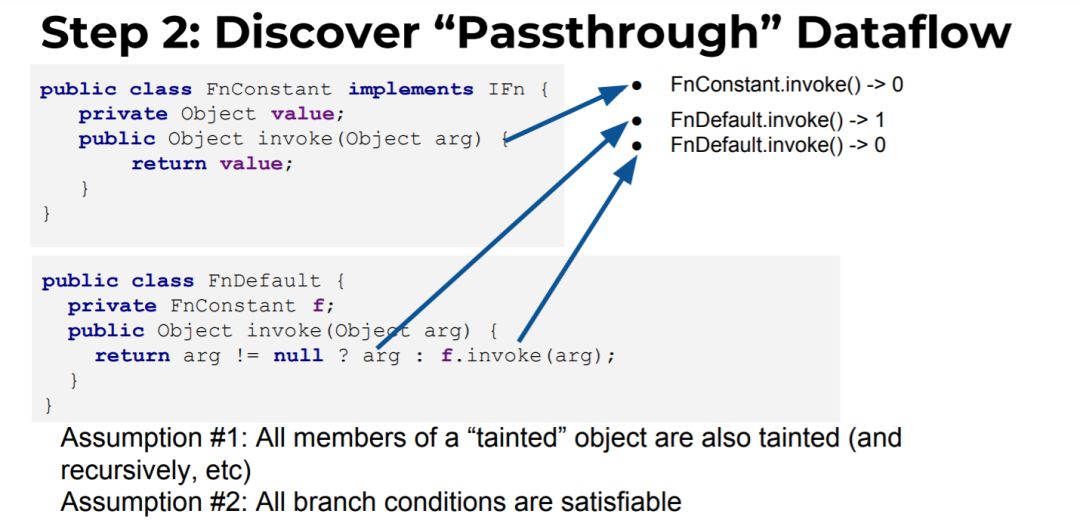 Step 2: Discover “Passthrough” Dataflow
public class FnConstant implements IFn {
private Object value;
public Object invoke(Object arg) {
return value;
}
}
● FnConstant.invoke() -> 0
● FnDefault.invoke() -> 1
● FnDefault.invoke() -> 0
public class FnDefault {
private FnConstant f;
public Object invoke(Object arg) {
return arg != null ? arg : f.invoke(arg);
}
}
Assumption #1: All members of a “tainted” object are also tainted (and
recursively, etc)
Assumption #2: All branch conditions are satisfiable